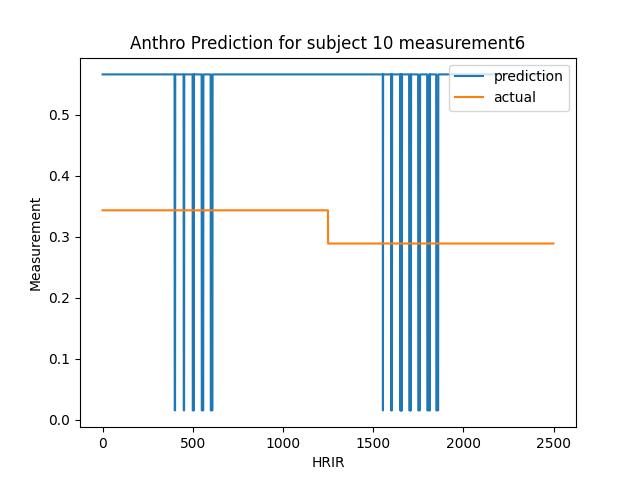 Anthro Prediction for subject 10 measurement6
prediction
actual
0.5
0.4
0.3
0.2
0.1
0.0
Measurement
0 500 1000 1500 2000 2500
HRIR